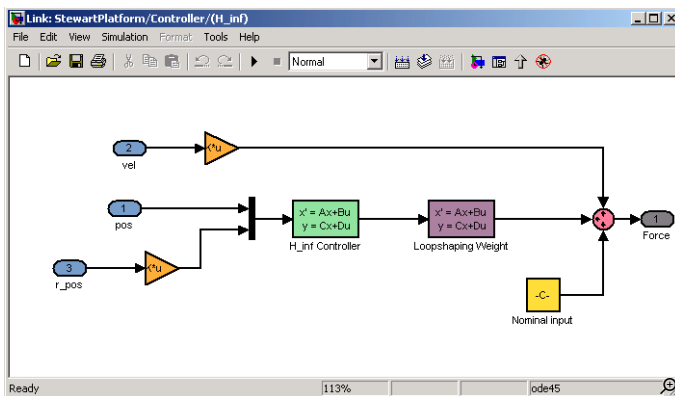 Link: StewartPlatform/Controller/(H_inf)
File Edit View Simulation Format Tools Help
Normal
2
vel
K*u
1
pos
x' = Ax+Bu
y = Cx+Du
H_inf Controller
x' = Ax+Bu
y = Cx+Du
Loopshaping Weight
1
Force
3
r_pos
K*u
-C-
Nominal input
Ready
113%
ode45